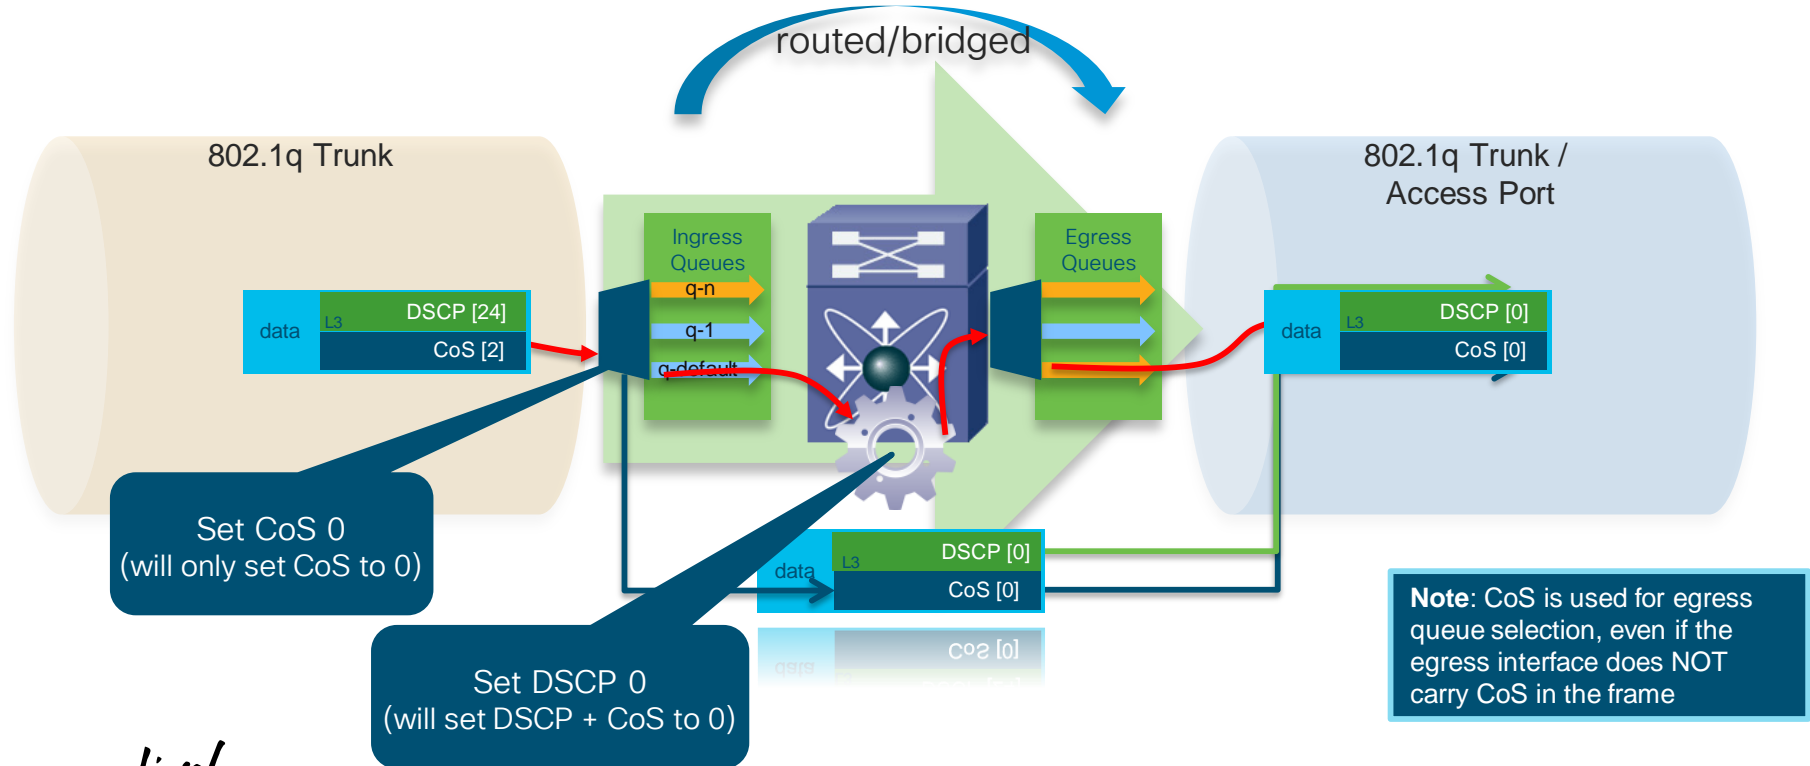 routed/bridged
802.1q Trunk
802.1q Trunk /
Access Port
Ingress
Queues
q-n
q-1
q-default
Egress
Queues
data
L3
DSCP [24]
CoS [2]
data
L3
DSCP [0]
CoS [0]
Set CoS 0
(will only set CoS to 0)
data
L3
DSCP [0]
CoS [0]
Set DSCP 0
(will set DSCP + CoS to 0)
Note: CoS is used for egress
queue selection, even if the
egress interface does NOT
carry CoS in the frame